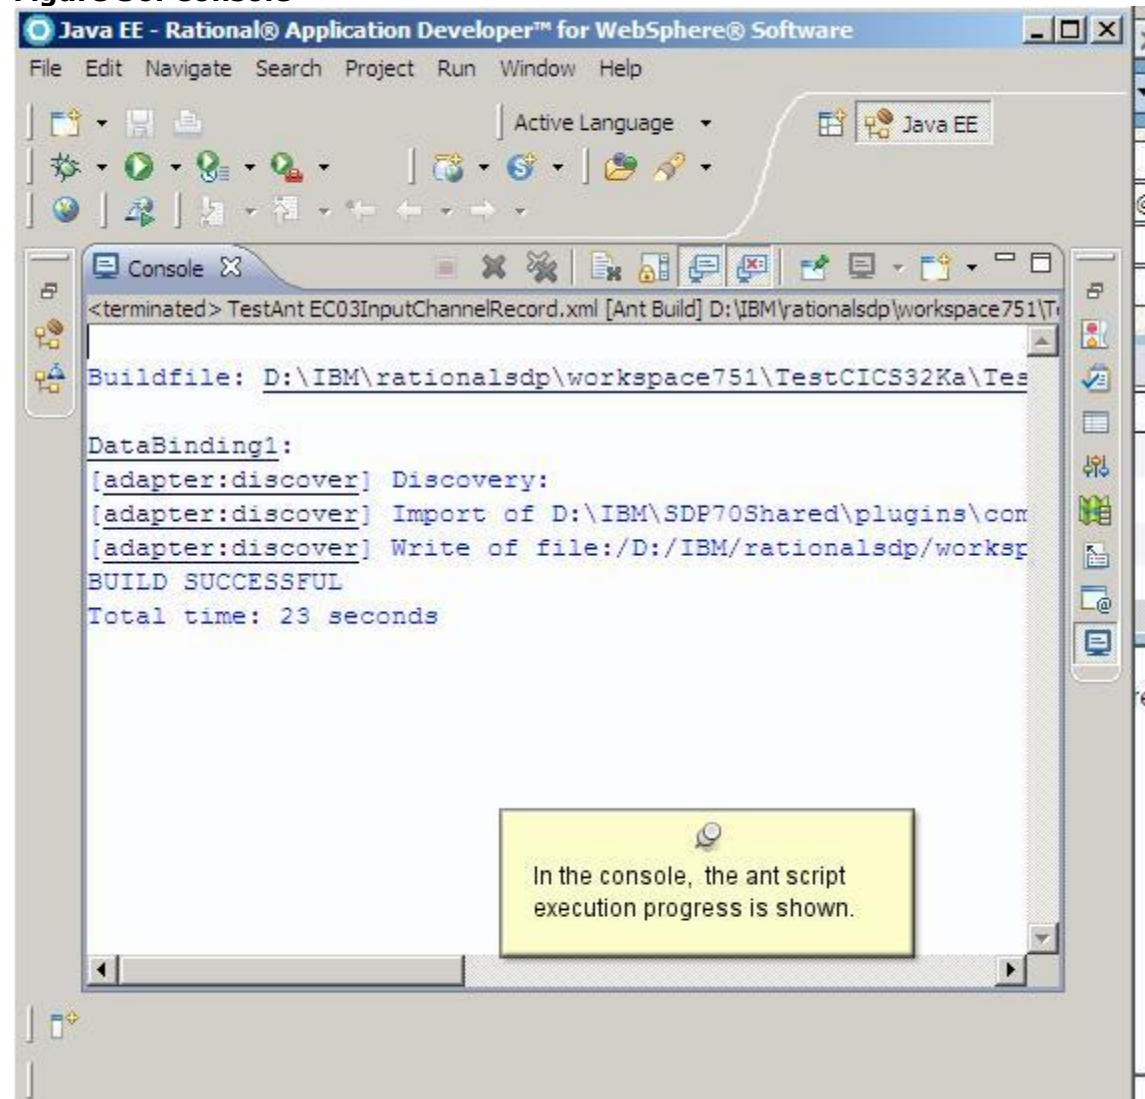 Java EE - Rational® Application Developer™ for WebSphere® Software
File Edit Navigate Search Project Run Window Help
Active Language
Java EE
Console
<terminated> TestAnt EC03InputChannelRecord.xml [Ant Build] D:\IBM\rationalsdp\workspace751\T
Buildfile: D:\IBM\rationalsdp\workspace751\TestCICS32Ka\Tes
DataBinding1:
[adapter:discover] Discovery:
[adapter:discover] Import of D:\IBM\SDP70Shared\plugins\com
[adapter:discover] Write of file:/D:/IBM/rationalsdp/worksp
BUILD SUCCESSFUL
Total time: 23 seconds
In the console, the ant script
execution progress is shown.